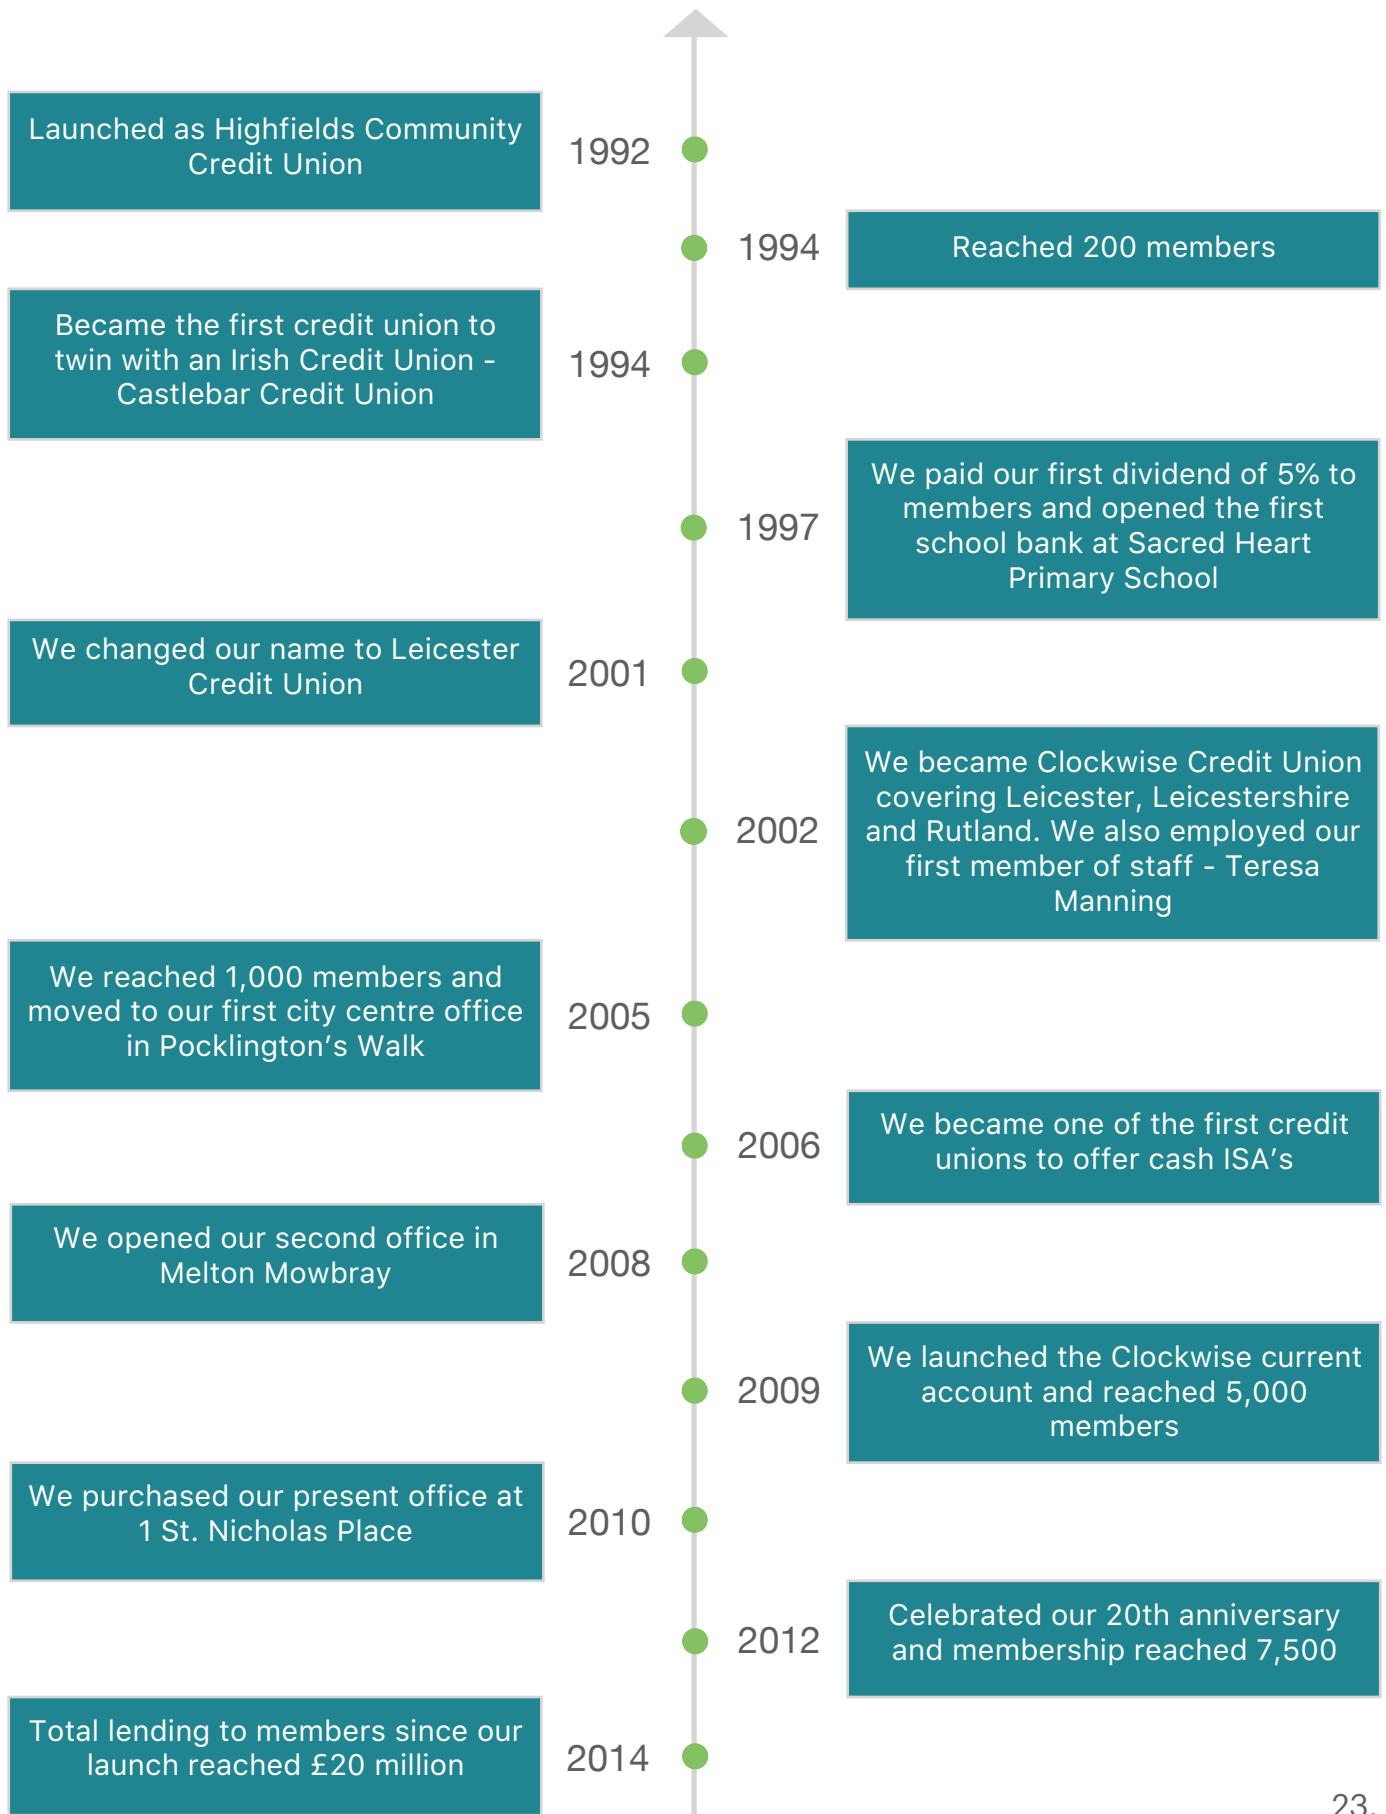 Launched as Highfields Community
Credit Union
1992
1994
Reached 200 members
Became the first credit union to
twin with an Irish Credit Union -
Castlebar Credit Union
1994
We paid our first dividend of 5% to
members and opened the first
school bank at Sacred Heart
Primary School
1997
We changed our name to Leicester
Credit Union
2001
We became Clockwise Credit Union
covering Leicester, Leicestershire
and Rutland. We also employed our
first member of staff - Teresa
Manning
2002
We reached 1,000 members and
moved to our first city centre office
in Pocklington’s Walk
2005
We became one of the first credit
unions to offer cash ISA’s
2006
We opened our second office in
Melton Mowbray
2008
We launched the Clockwise current
account and reached 5,000
members
2009
We purchased our present office at
1 St. Nicholas Place
2010
Celebrated our 20th anniversary
and membership reached 7,500
2012
Total lending to members since our
launch reached £20 million
2014
23.